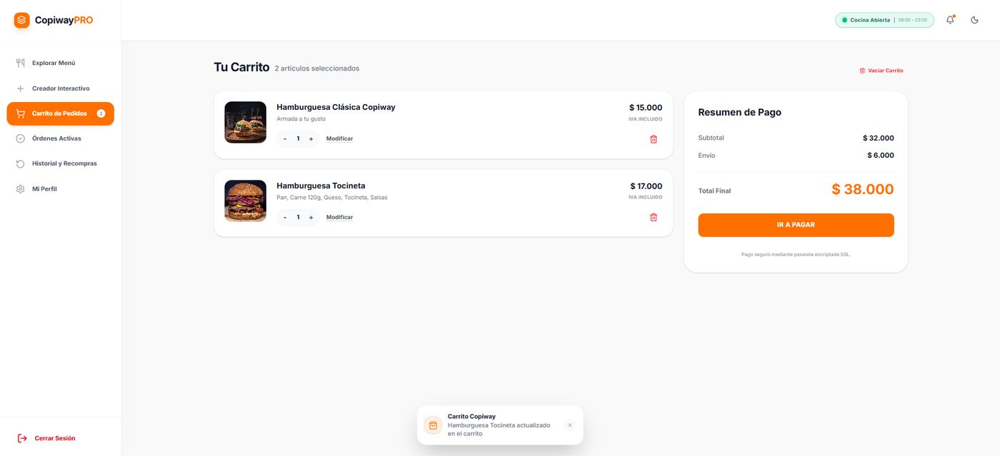 CopiwayPRO
Cocina Abierta | 08:00 - 23:00
Explorar Menú
Creador Interactivo
Carrito de Pedidos 2
Órdenes Activas
Historial y Recompras
Mi Perfil
Cerrar Sesión
Tu Carrito 2 artículos seleccionados
Vaciar Carrito
Hamburguesa Clásica Copiway
$ 15.000
Armada a tu gusto
IVA INCLUIDO
- 1 + Modificar
Hamburguesa Tocineta
$ 17.000
Pan, Carne 120g, Queso, Tocineta, Salsas
IVA INCLUIDO
- 1 + Modificar
Resumen de Pago
Subtotal $ 32.000
Envío $ 6.000
Total Final $ 38.000
IR A PAGAR
Pago seguro mediante pasarela encriptada SSL.
Carrito Copiway
Hamburguesa Tocineta actualizado
en el carrito